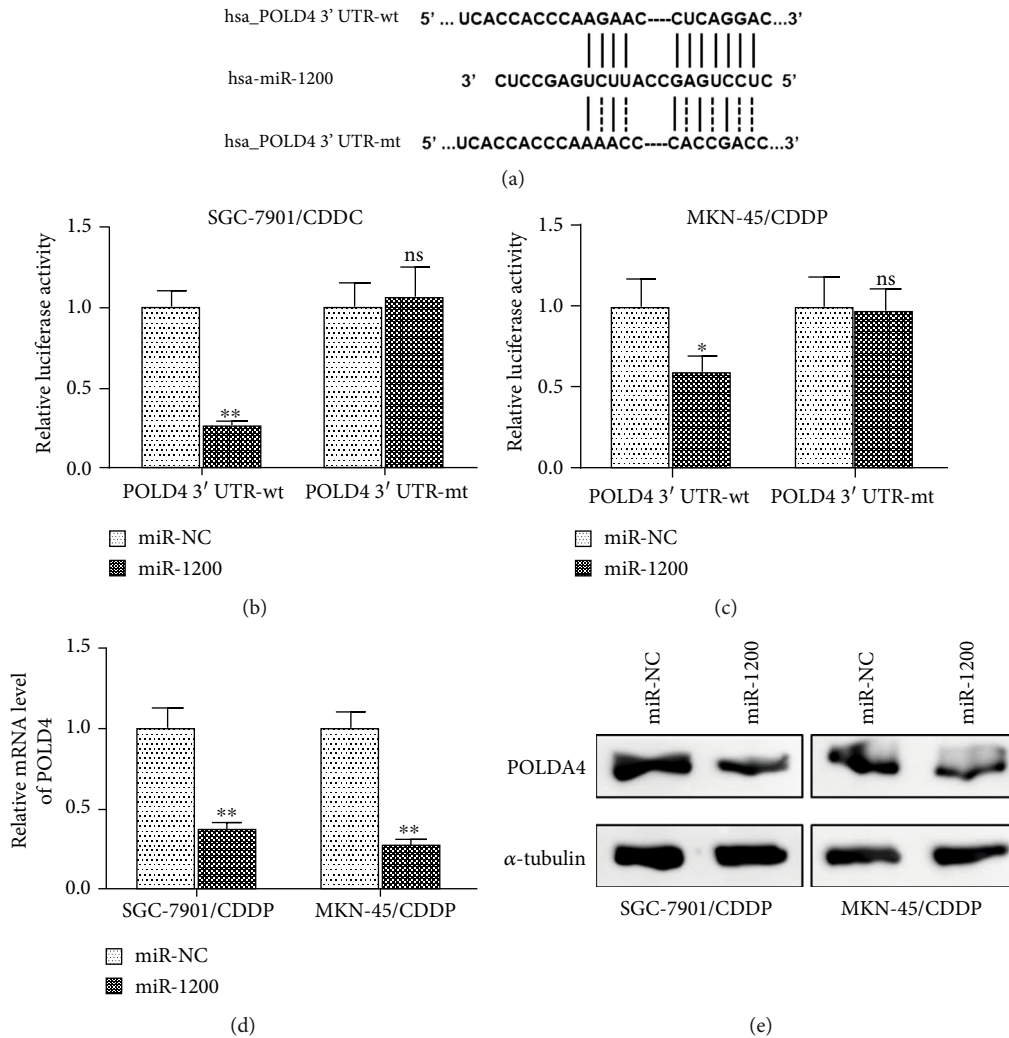 hsa_POLD4 3′ UTR-wt 5’ ... UCACCACCCAAGAAC----CUCAGGAC...3’
hsa-miR-1200 3’ CUCCGAGUCUUACCGAGUCCUC 5’
hsa_POLD4 3′ UTR-mt 5’ ...UCACCACCCAAAACC----CACCGACC...3’
(a)
SGC-7901/CDDC
Relative luciferase activity
1.5
1.0
0.5
0.0
**
ns
POLD4 3′ UTR-wt POLD4 3′ UTR-mt
miR-NC
miR-1200
(b)
MKN-45/CDDP
Relative luciferase activity
1.5
1.0
0.5
0.0
*
ns
POLD4 3′ UTR-wt POLD4 3′ UTR-mt
miR-NC
miR-1200
(c)
Relative mRNA level
of POLD4
1.5
1.0
0.5
0.0
**
**
SGC-7901/CDDP MKN-45/CDDP
miR-NC
miR-1200
(d)
miR-NC miR-1200 miR-NC miR-1200
POLDA4
α-tubulin
SGC-7901/CDDP MKN-45/CDDP
(e)